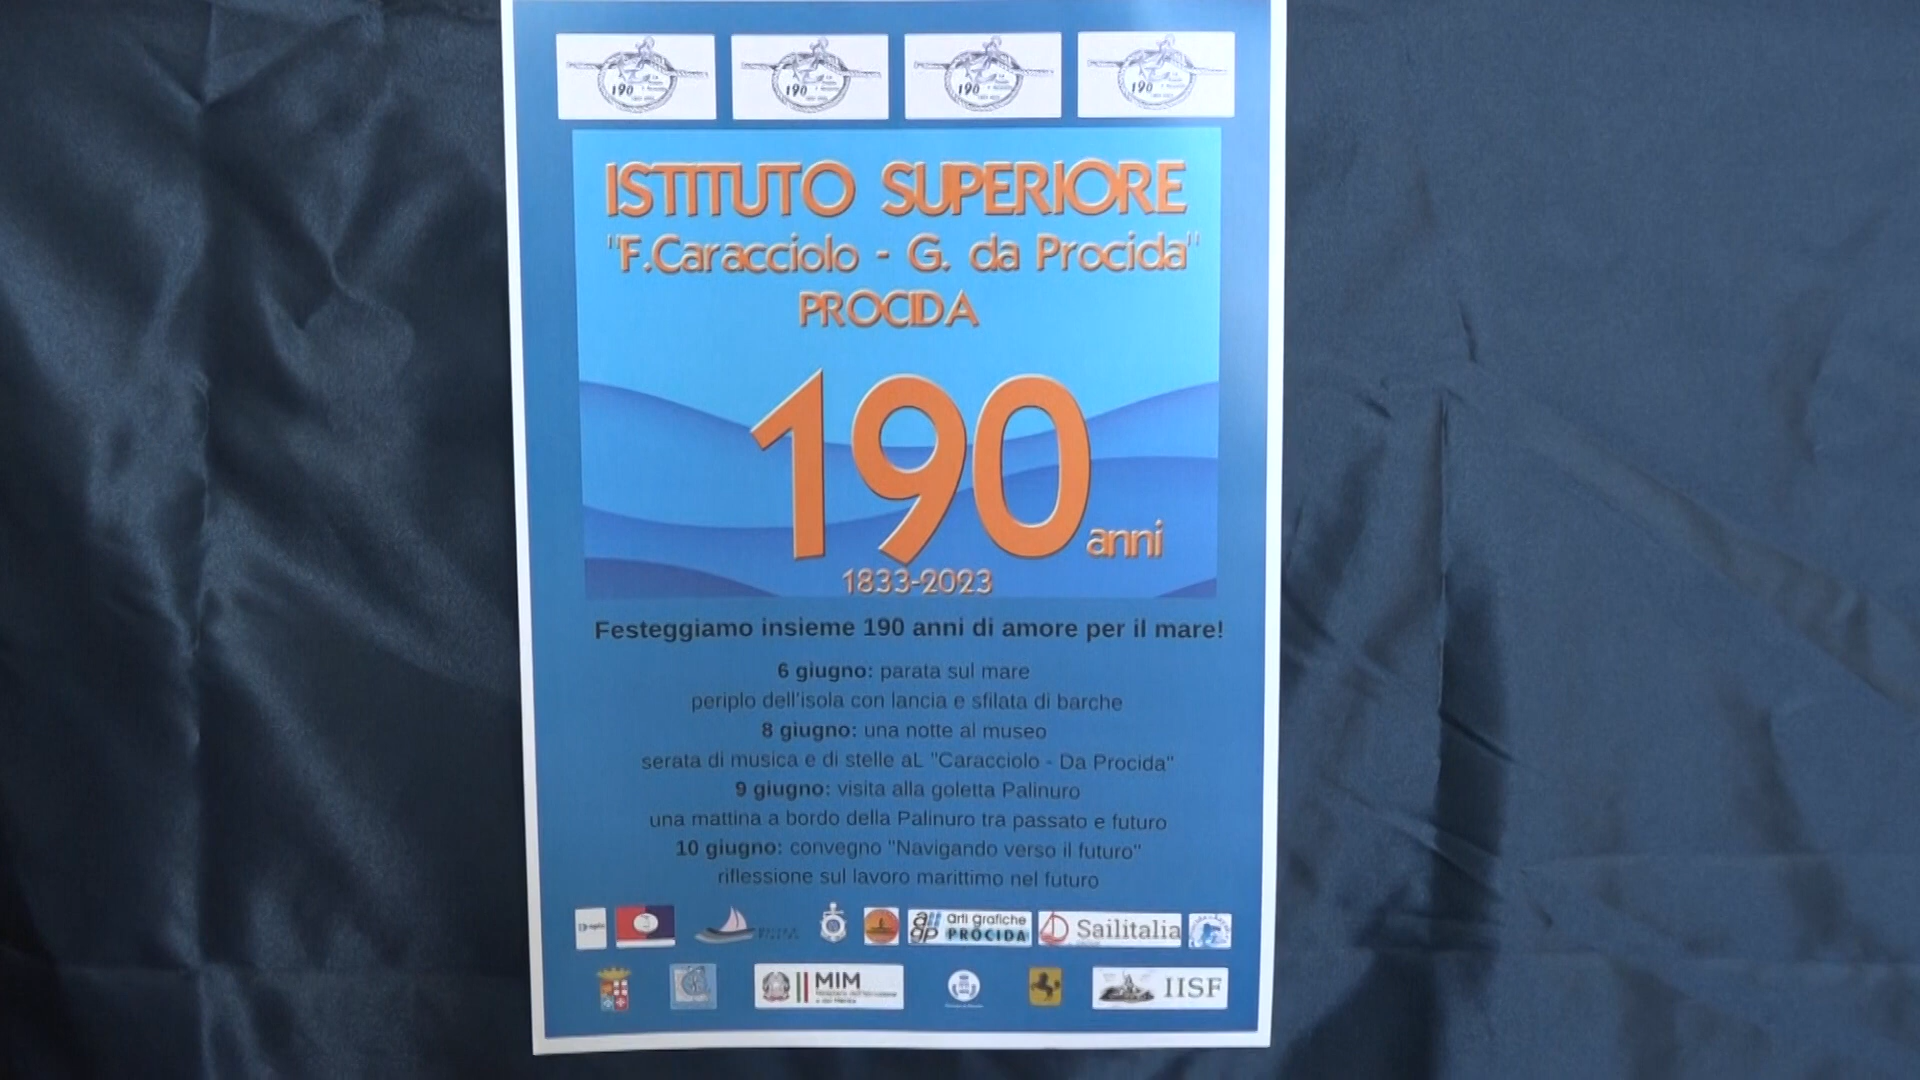 190
190
190
190
ISTITUTO SUPERIORE
"F.Caracciolo - G. da Procida"
PROCIDA
190 anni
1833-2023
Festeggiamo insieme 190 anni di amore per il mare!
6 giugno: parata sul mare
periplo dell'isola con lancia e sfilata di barche
8 giugno: una notte al museo
serata di musica e di stelle aL "Caracciolo - Da Procida"
9 giugno: visita alla goletta Palinuro
una mattina a bordo della Palinuro tra passato e futuro
10 giugno: convegno "Navigando verso il futuro"
riflessione sul lavoro marittimo nel futuro
arti grafiche
PROCIDA
Sailitalia
MIM
IISF